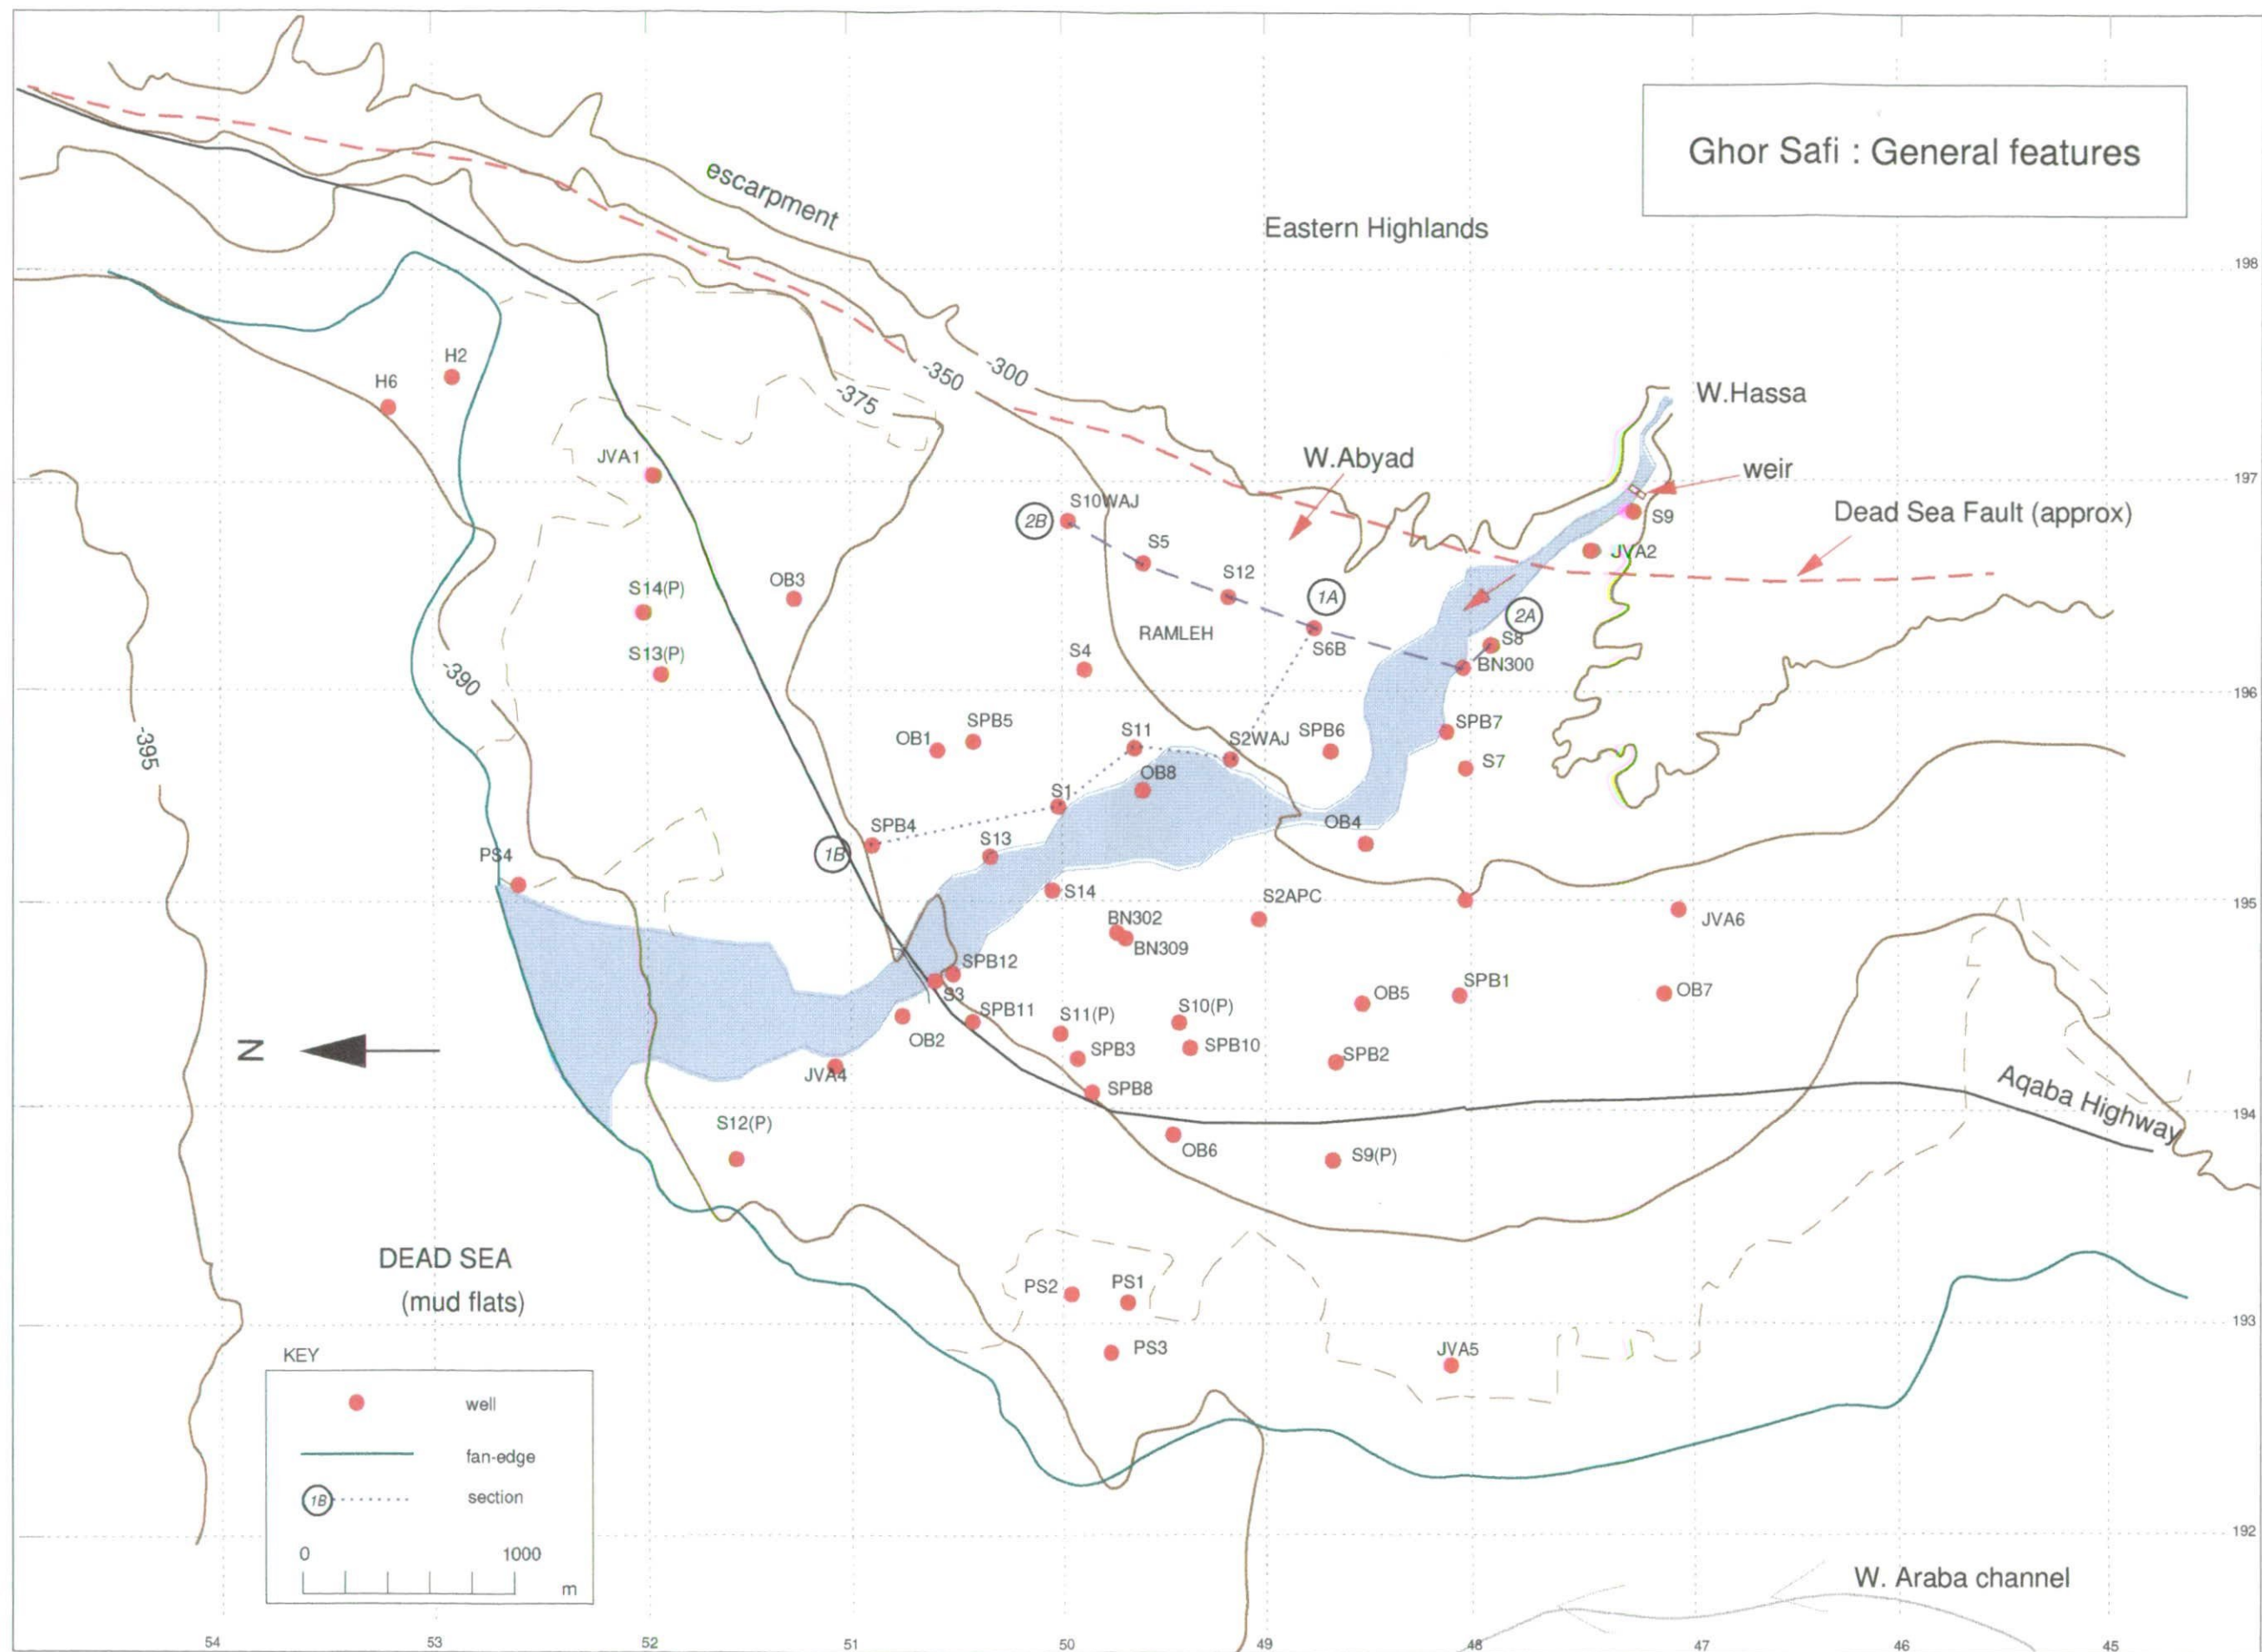 Ghor Safi : General features
escarpment
Eastern Highlands
198
-300
-350
-375
H2
H6
W.Hassa
W.Abyad
weir
197
JVA1
S10WAJ
2B
S9
Dead Sea Fault (approx)
S5
JVA2
S12
OB3
S14(P)
1A
2A
RAMLEH
S8
S13(P)
S4
S6B
BN300
-390
196
SPB5
OB1
S11
S2WAJ
SPB6
SPB7
-395
S7
OB8
S1
SPB4
OB4
1B
S13
PS4
S14
S2APC
195
BN302
JVA6
BN309
SPB12
SPB1
OB7
S3
OB5
SPB11
S11(P)
S10(P)
N
OB2
SPB3
SPB10
SPB2
JVA4
SPB8
Aqaba Highway
194
S12(P)
OB6
S9(P)
DEAD SEA
(mud flats)
PS2
PS1
193
PS3
JVA5
KEY
well
fan-edge
1B
section
0
1000
m
192
W. Araba channel
54
53
52
51
50
49
48
47
46
45